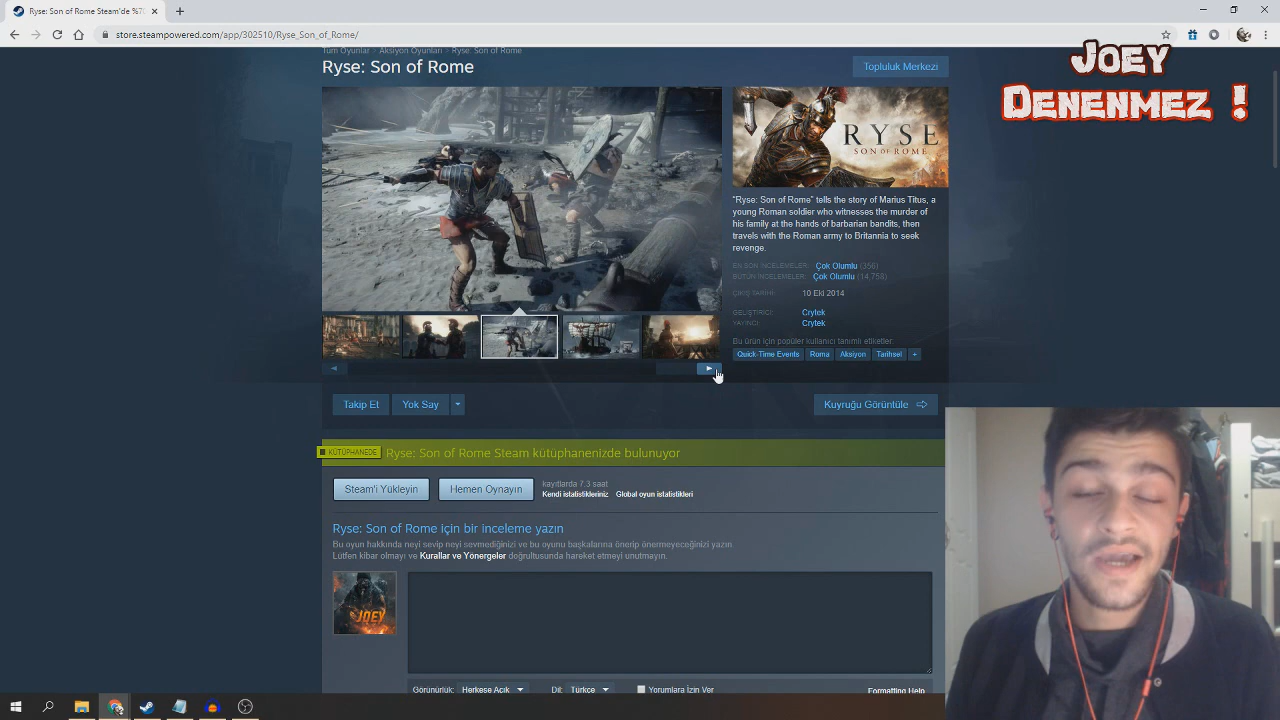 Ryse: Son of Rome Steam'de %70
store.steampowered.com/app/302510/Ryse_Son_of_Rome/
Tüm Oyunlar > Aksiyon Oyunları > Ryse: Son of Rome
Ryse: Son of Rome
Topluluk Merkezi
JOEY
DENENMEZ !
RYSE
SON OF ROME
"Ryse: Son of Rome" tells the story of Marius Titus, a
young Roman soldier who witnesses the murder of
his family at the hands of barbarian bandits, then
travels with the Roman army to Britannia to seek
revenge.
EN SON İNCELEMELER: Çok Olumlu (356)
BÜTÜN İNCELEMELER: Çok Olumlu (14,758)
ÇIKIŞ TARİHİ: 10 Eki 2014
GELİŞTİRİCİ: Crytek
YAYINCI: Crytek
Bu ürün için popüler kullanıcı tanımlı etiketler:
Quick-Time Events Roma Aksiyon Tarihsel +
Takip Et Yok Say Kuyruğu Görüntüle
KÜTÜPHANEDE Ryse: Son of Rome Steam kütüphanenizde bulunuyor
Steam'i Yükleyin Hemen Oynayın kayıtlarda 7.3 saat
Kendi istatistikleriniz Global oyun istatistikleri
Ryse: Son of Rome için bir inceleme yazın
Bu oyun hakkında neyi sevip neyi sevmediğinizi ve bu oyunu başkalarına önerip önermeyeceğinizi yazın
Lütfen kibar olmayı ve Kurallar ve Yönergeler doğrultusunda hareket etmeyi unutmayın.
JOEY
Görünürlük: Herkese Açık Dil: Türkçe Yorumlara İzin Ver Formatting Help